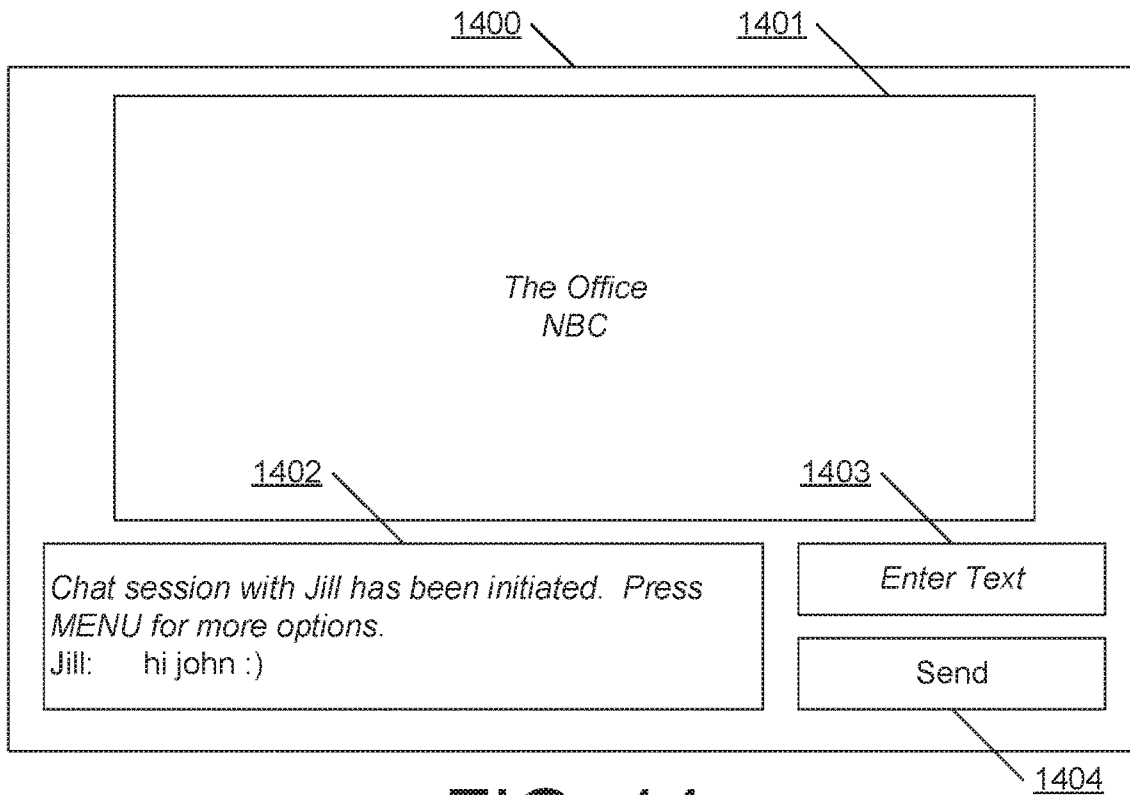 1400
1401
The Office
NBC
1402
1403
Chat session with Jill has been initiated. Press
MENU for more options.
Jill: hi john :)
Enter Text
Send
1404